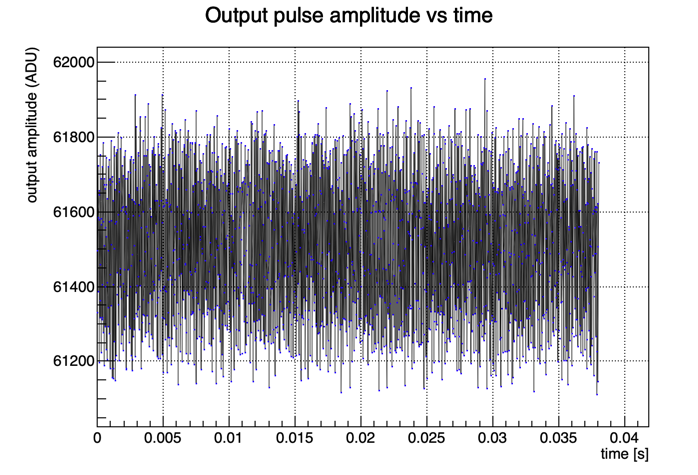 Output pulse amplitude vs time
output amplitude (ADU)
62000
61800
61600
61400
61200
0 0.005 0.01 0.015 0.02 0.025 0.03 0.035 0.04
time [s]